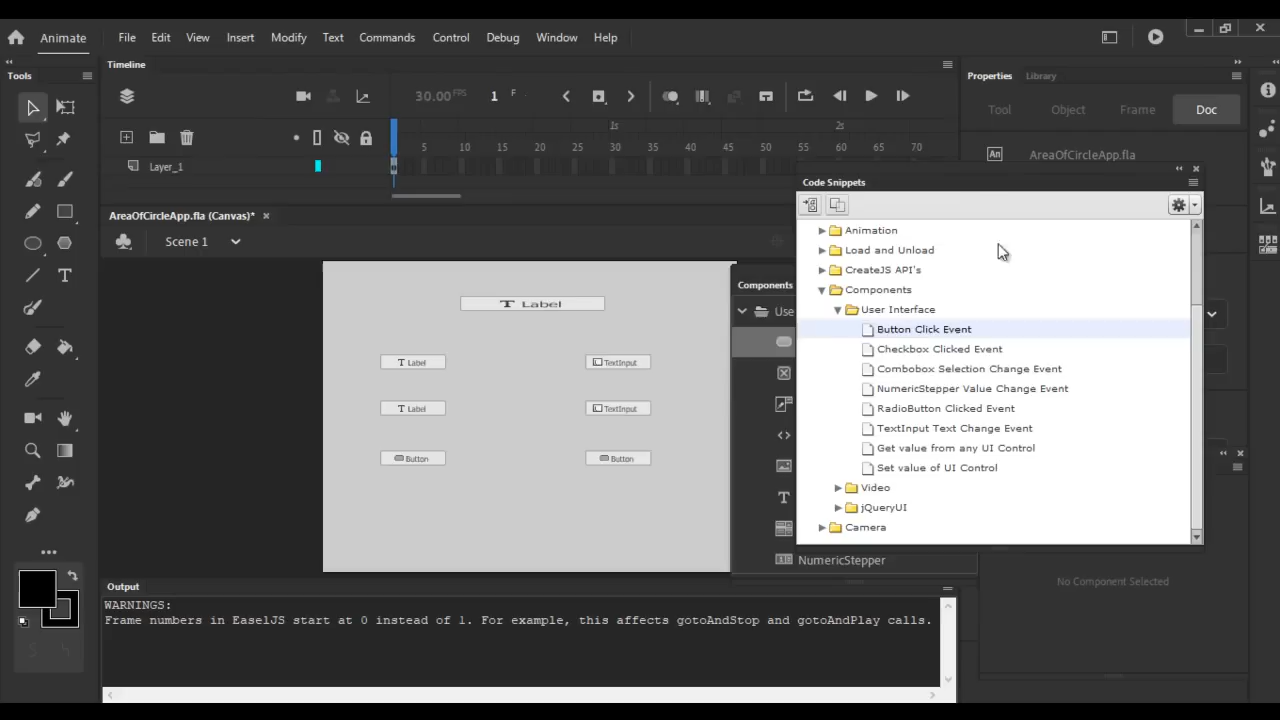 Animate File Edit View Insert Modify Text Commands Control Debug Window Help
Tools
Timeline
Properties Library
30.00 FPS 1 F
Tool Object Frame Doc
1s 2s
5 10 15 20 25 30 35 40 45 50 55 60 65 70
Layer_1
An AreaOfCircleApp.fla
Code Snippets
AreaOfCircleApp.fla (Canvas)*
Scene 1
Animation
Load and Unload
CreateJS API's
Components
User Interface
Button Click Event
Checkbox Clicked Event
Combobox Selection Change Event
NumericStepper Value Change Event
RadioButton Clicked Event
TextInput Text Change Event
Get value from any UI Control
Set value of UI Control
Video
jQueryUI
Camera
T Label
T Label TextInput
T Label TextInput
Button Button
Components
Use
NumericStepper
No Component Selected
Output
WARNINGS:
Frame numbers in EaselJS start at 0 instead of 1. For example, this affects gotoAndStop and gotoAndPlay calls.